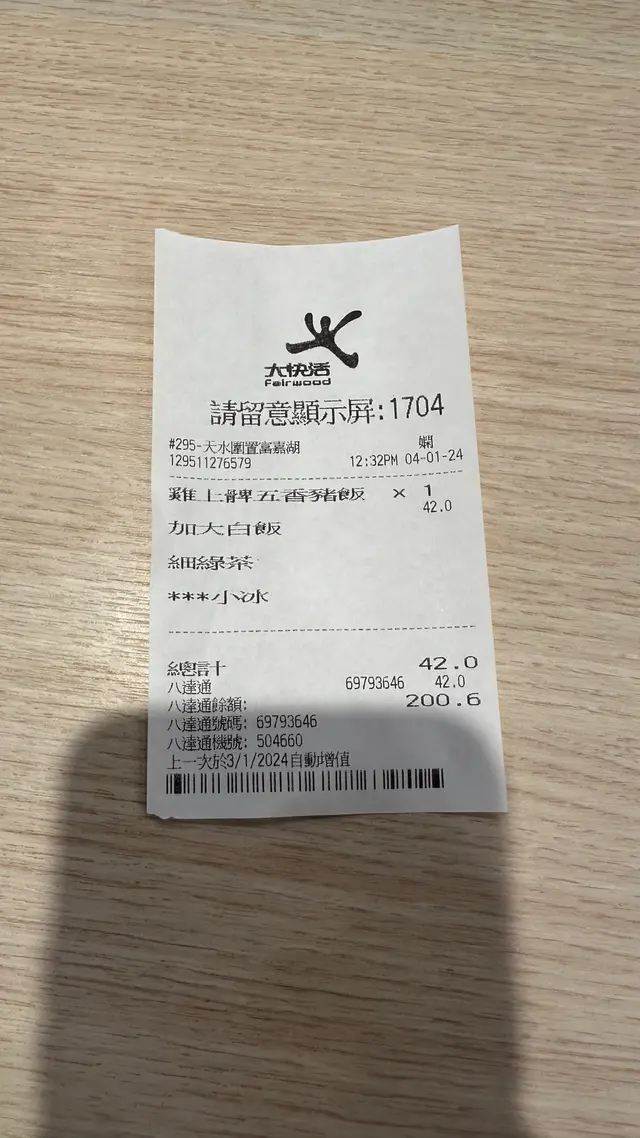 大快活
Fairwood
請留意顯示屏:1704
#295-天水圍置富嘉湖 嫻
129511276579 12:32PM 04-01-24
雞上髀五香豬飯 × 1
42.0
加大白飯
細綠茶
***小冰
總計 42.0
八達通 69793646 42.0
八達通餘額: 200.6
八達通號碼: 69793646
八達通機號: 504660
上一次於3/1/2024自動增值